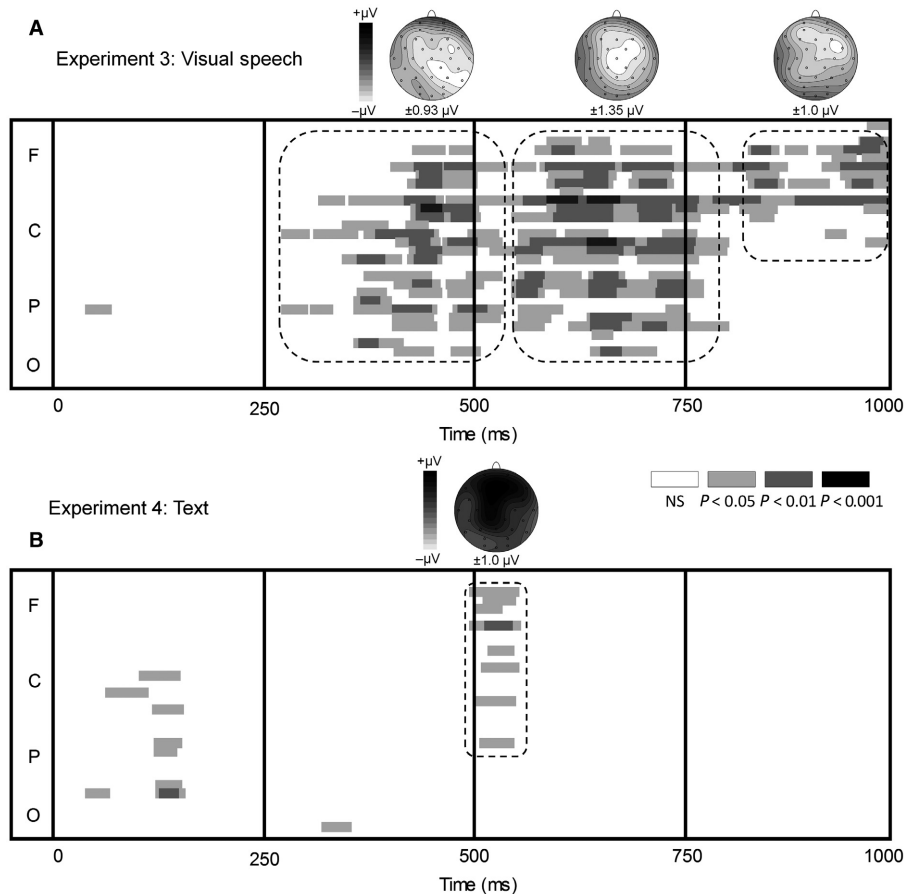 A
+µV
Experiment 3: Visual speech
–µV
±0.93 µV
±1.35 µV
±1.0 µV
F
C
P
O
0 250 500 750 1000
Time (ms)
Experiment 4: Text
+µV
B
–µV
±1.0 µV
NS P < 0.05 P < 0.01 P < 0.001
F
C
P
O
0 250 500 750 1000
Time (ms)